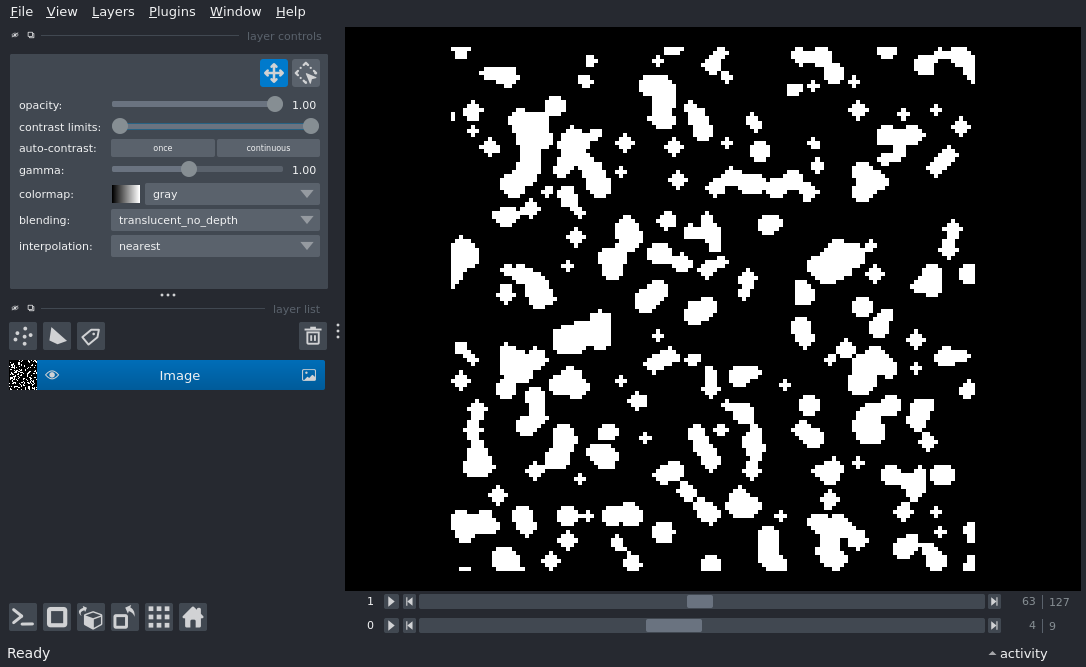 File View Layers Plugins Window Help
layer controls
opacity: 1.00
contrast limits:
auto-contrast: once continuous
gamma: 1.00
colormap: gray
blending: translucent_no_depth
interpolation: nearest
layer list
Image
1 63 127
0 4 9
Ready activity